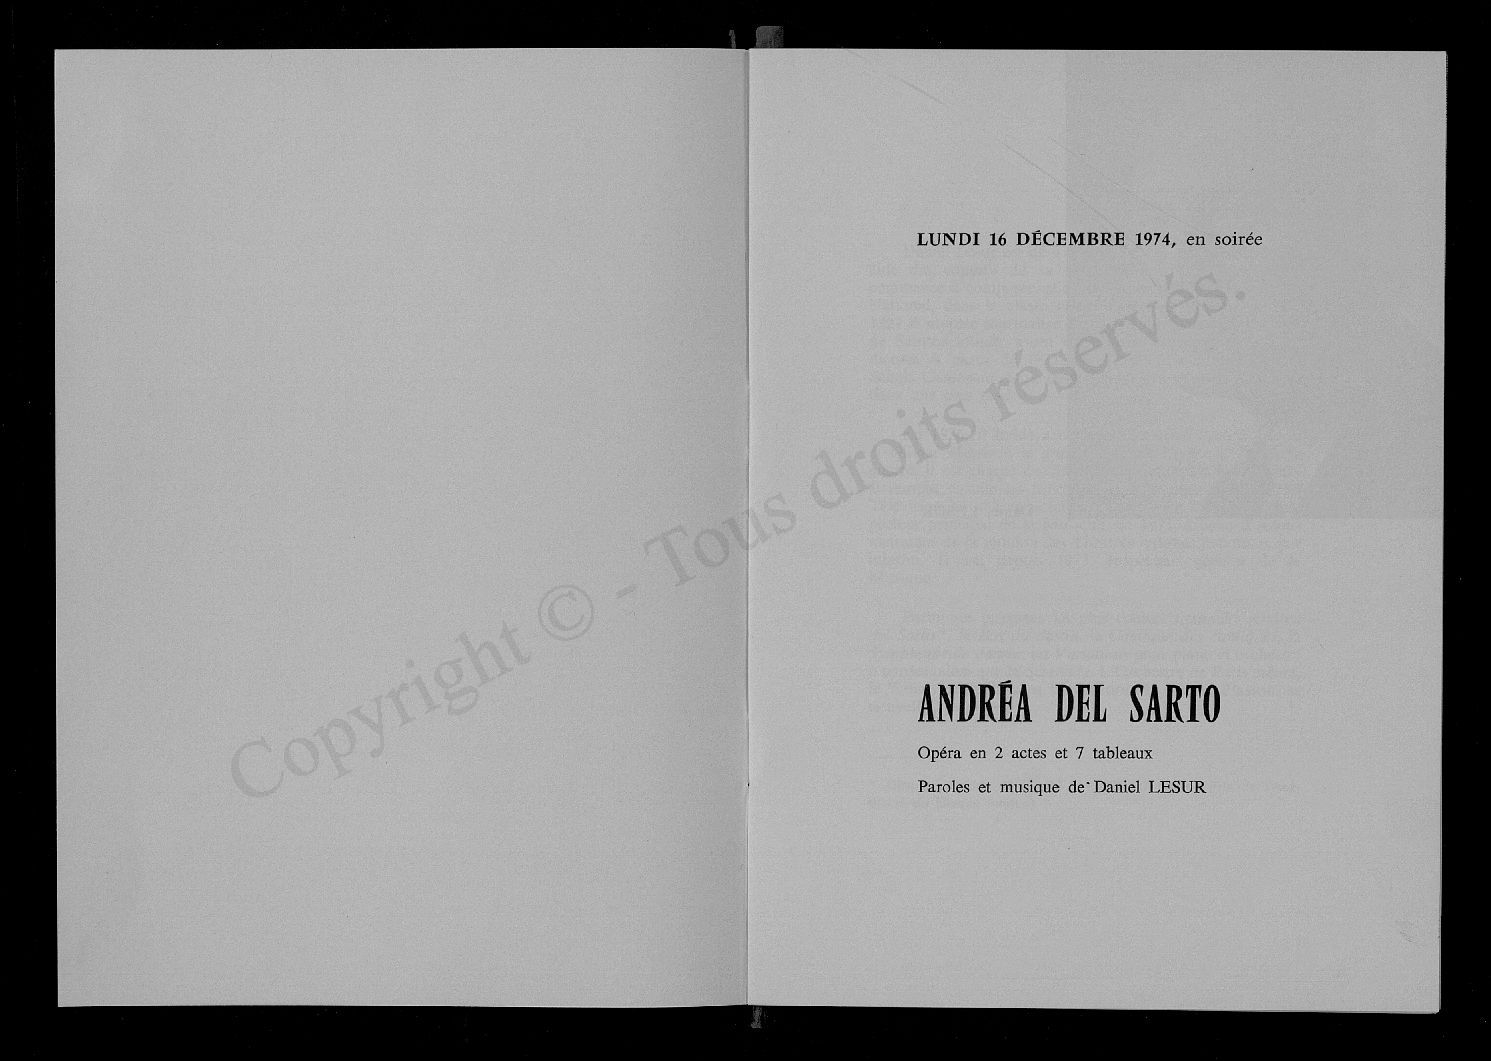 LUNDI 16 DÉCEMBRE 1974, en soirée
Copyright © - Tous droits réservés.
ANDRÉA DEL SARTO
Opéra en 2 actes et 7 tableaux
Paroles et musique de Daniel LESUR